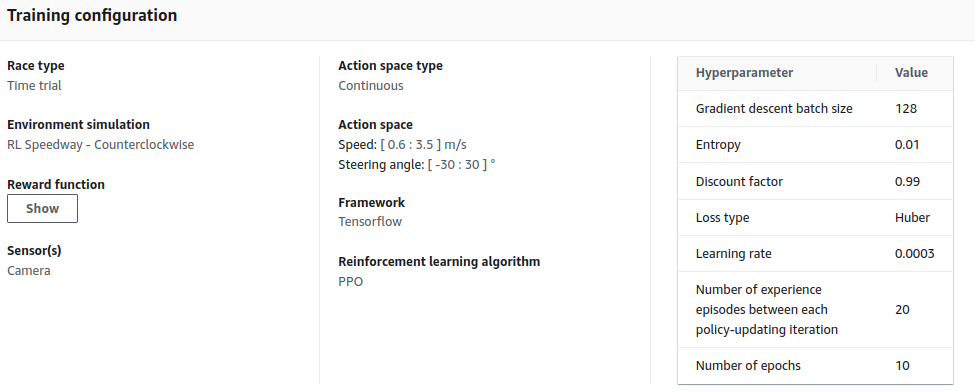 Training configuration
Race type
Time trial
Environment simulation
RL Speedway - Counterclockwise
Reward function
Show
Sensor(s)
Camera
Action space type
Continuous
Action space
Speed: [ 0.6 : 3.5 ] m/s
Steering angle: [ -30 : 30 ] °
Framework
Tensorflow
Reinforcement learning algorithm
PPO
Hyperparameter Value
Gradient descent batch size 128
Entropy 0.01
Discount factor 0.99
Loss type Huber
Learning rate 0.0003
Number of experience
episodes between each 20
policy-updating iteration
Number of epochs 10